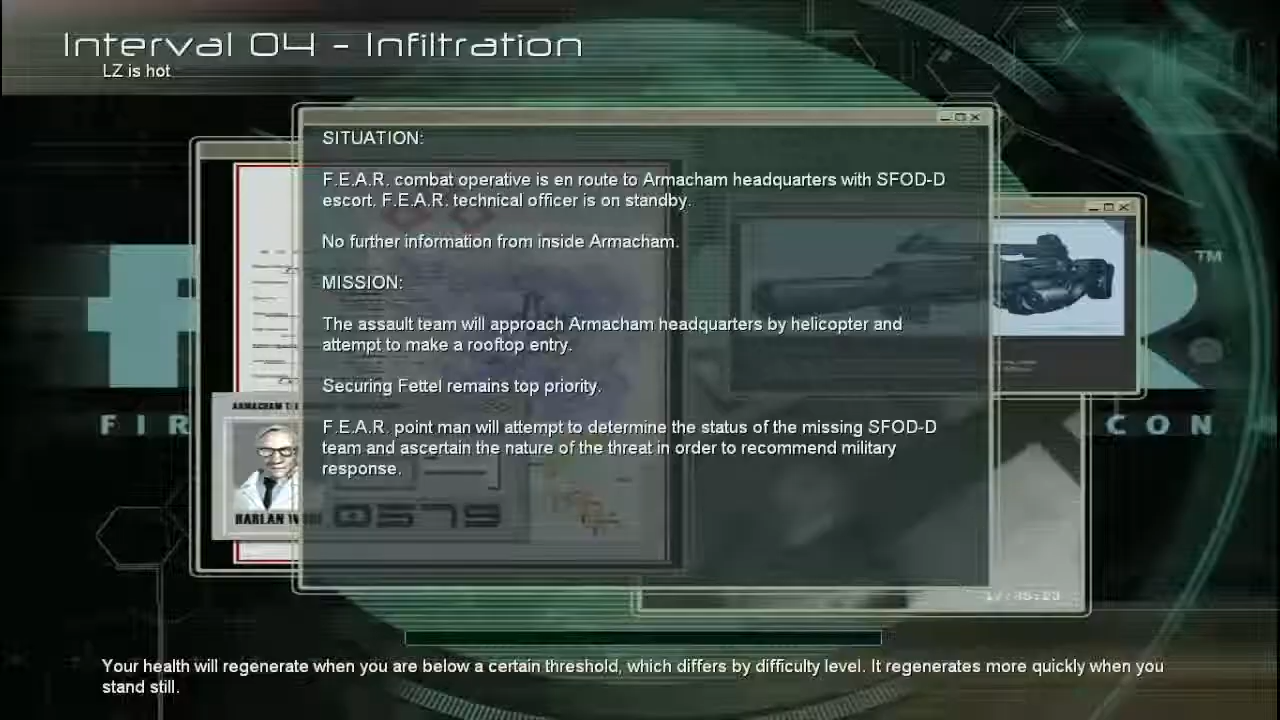 Interval 04 - Infiltration
LZ is hot
SITUATION:
F.E.A.R. combat operative is en route to Armacham headquarters with SFOD-D
escort. F.E.A.R. technical officer is on standby.
No further information from inside Armacham.
MISSION:
The assault team will approach Armacham headquarters by helicopter and
attempt to make a rooftop entry.
Securing Fettel remains top priority.
F.E.A.R. point man will attempt to determine the status of the missing SFOD-D
team and ascertain the nature of the threat in order to recommend military
response.
TM
FIR
CON
ARMACHAM
HARLAN
0579
Your health will regenerate when you are below a certain threshold, which differs by difficulty level. It regenerates more quickly when you
stand still.